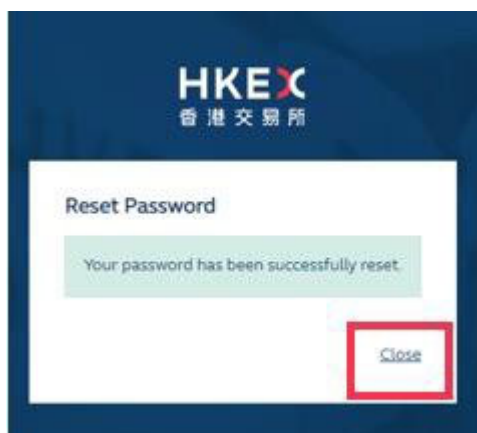 HKEX
香港交易所
Reset Password
Your password has been successfully reset.
Close